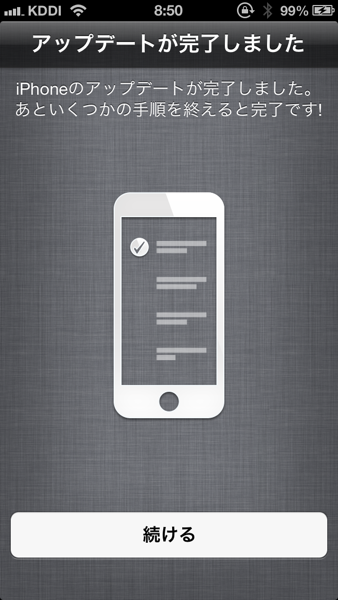 KDDI 8:50 99%
アップデートが完了しました
iPhoneのアップデートが完了しました。
あといくつかの手順を終えると完了です!
続ける